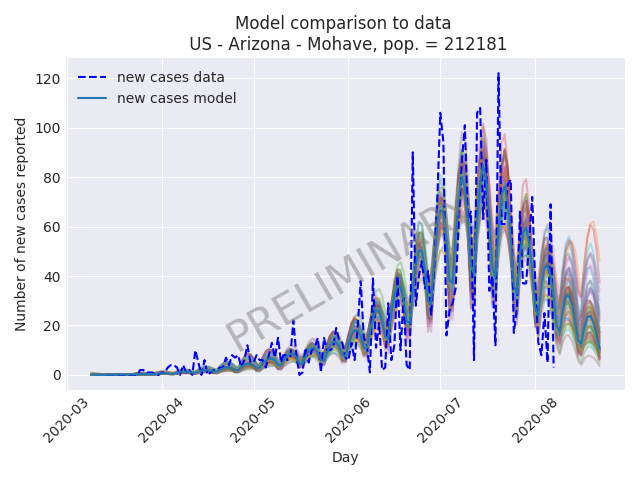 Model comparison to data
US - Arizona - Mohave, pop. = 212181
new cases data
new cases model
Number of new cases reported
120
100
80
60
40
20
0
PRELIMINARY
2020-03
2020-04
2020-05
2020-06
2020-07
2020-08
Day